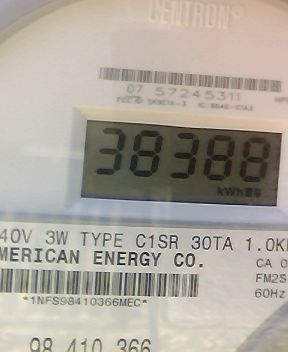 CENTRON®
07 57245311
38388
kWh
40V 3W TYPE C1SR 30TA 1.0K
MERICAN ENERGY CO.
CA 0
FM2S
60Hz
*1NFS98410366MEC*
98 410 366